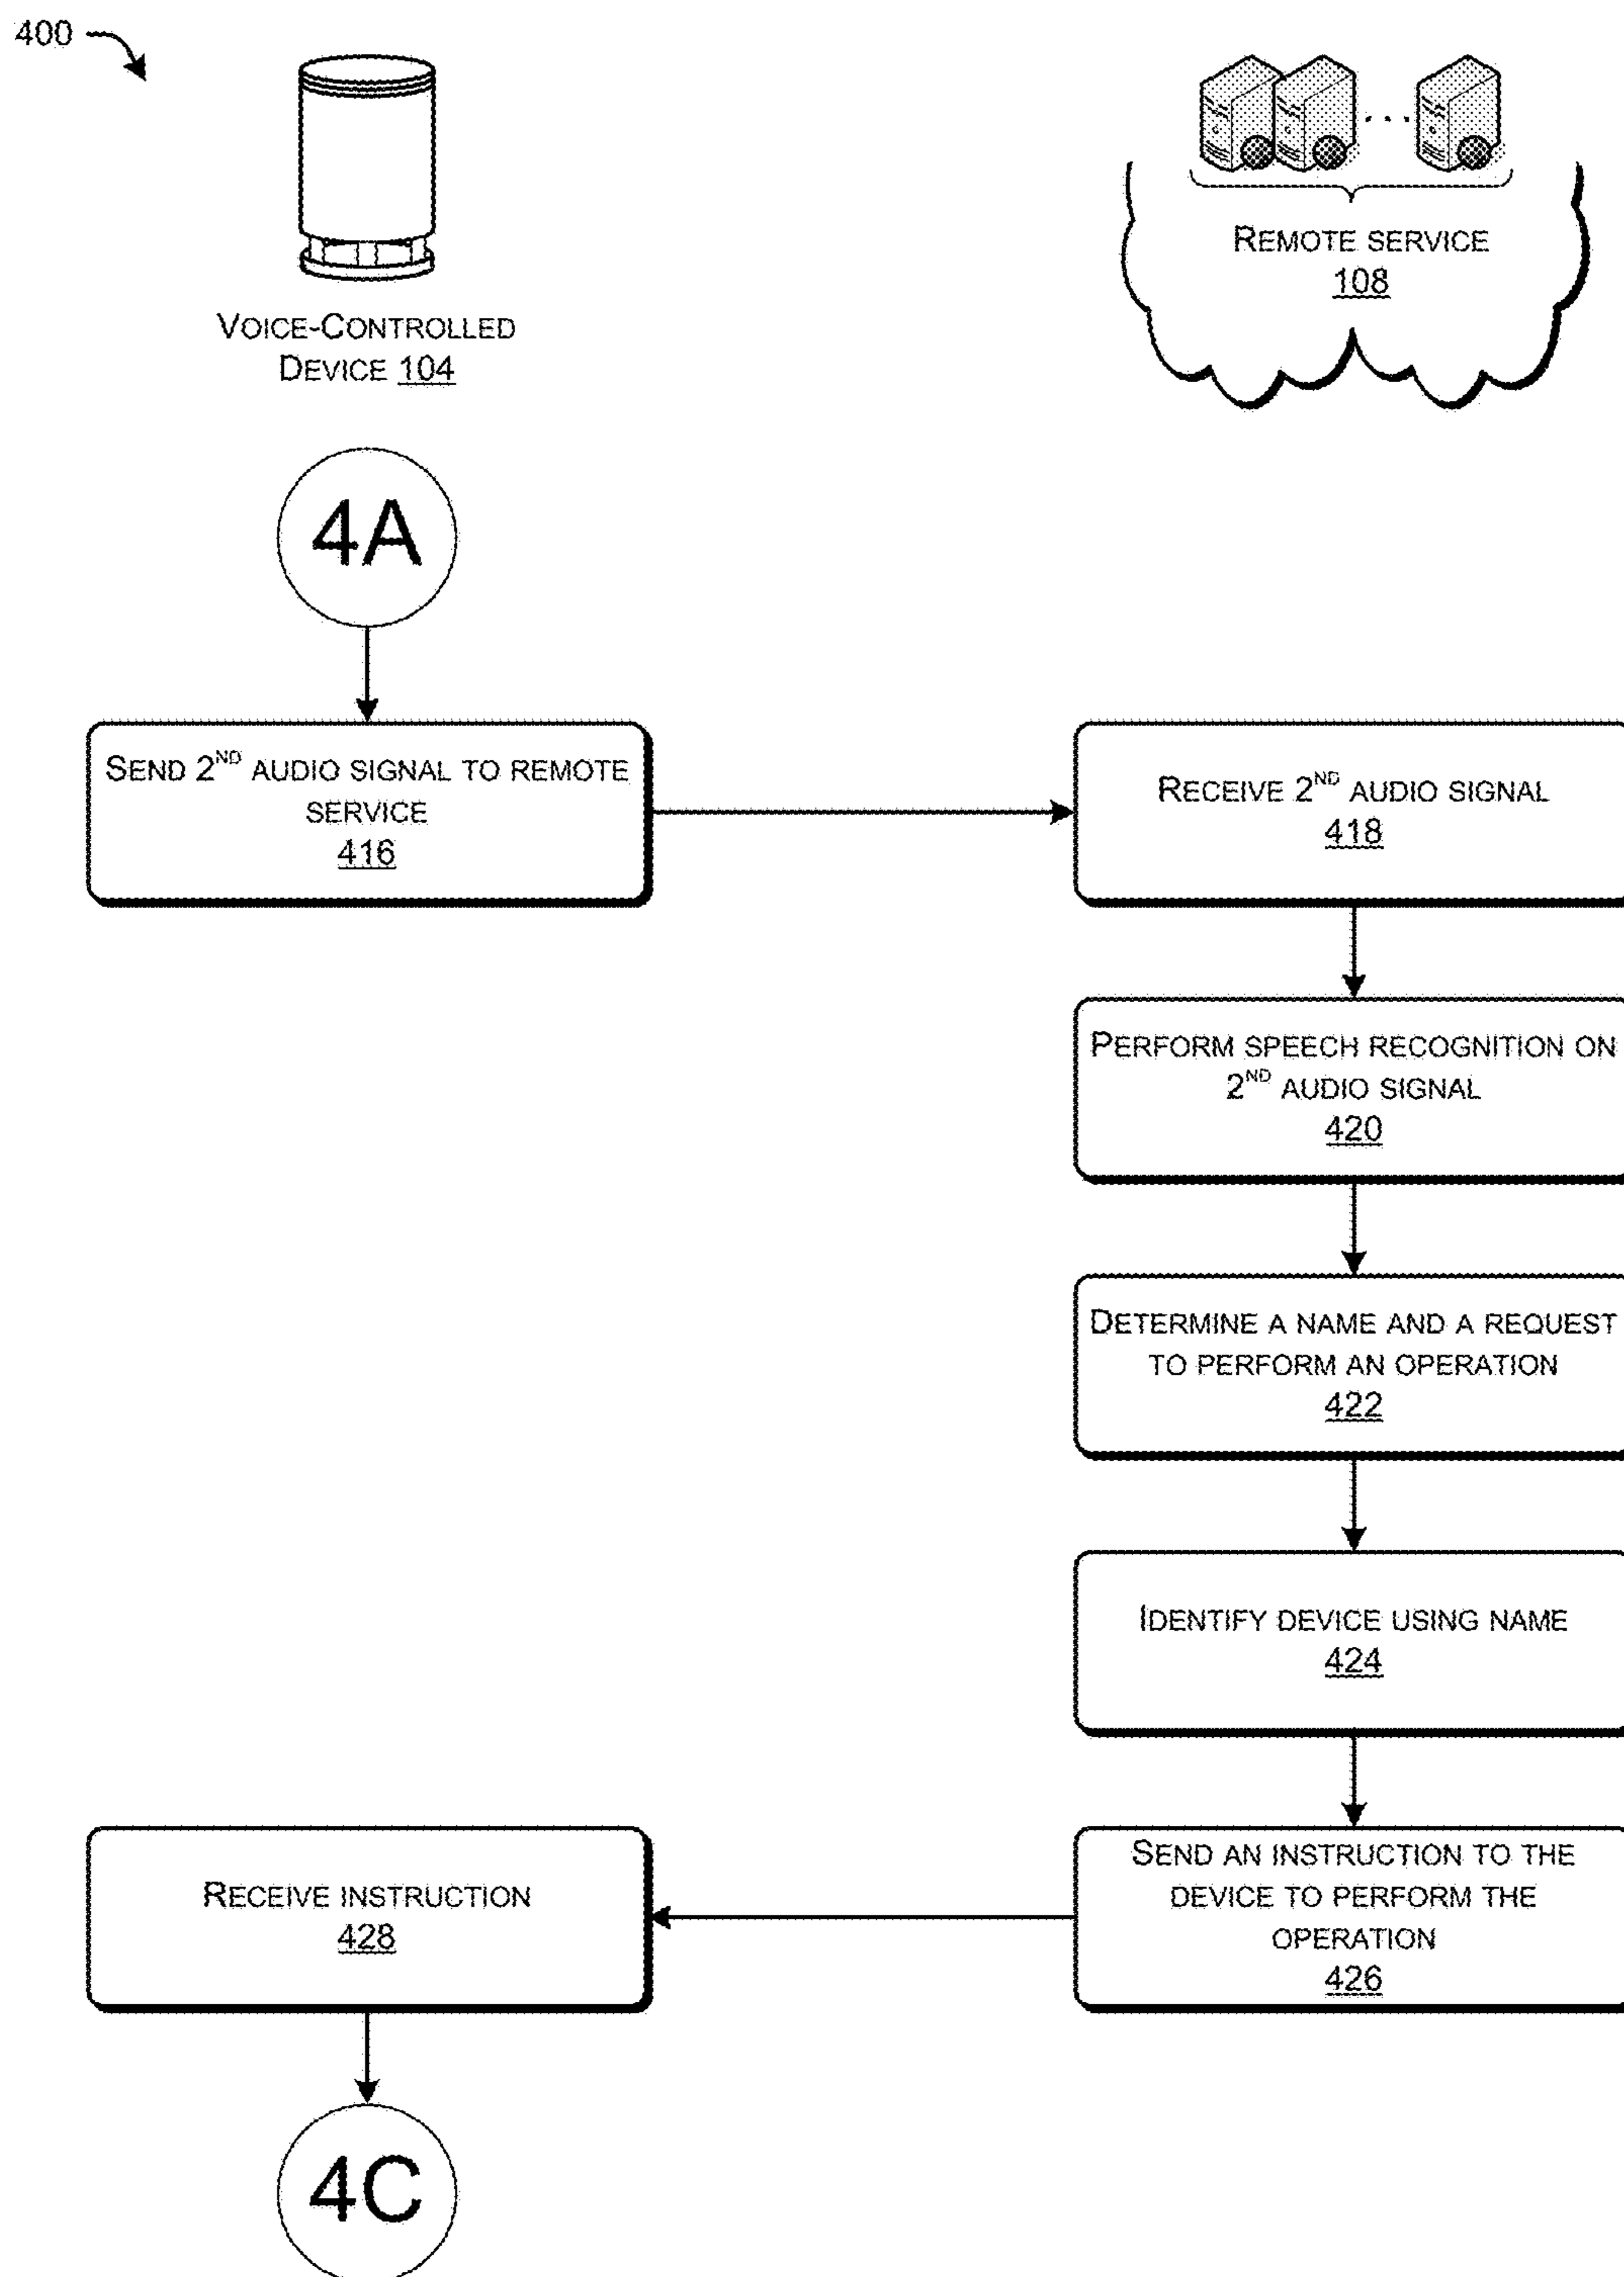 400
VOICE-CONTROLLED
DEVICE 104
REMOTE SERVICE
108
4A
SEND 2ND AUDIO SIGNAL TO REMOTE
SERVICE
416
RECEIVE 2ND AUDIO SIGNAL
418
PERFORM SPEECH RECOGNITION ON
2ND AUDIO SIGNAL
420
DETERMINE A NAME AND A REQUEST
TO PERFORM AN OPERATION
422
IDENTIFY DEVICE USING NAME
424
SEND AN INSTRUCTION TO THE
DEVICE TO PERFORM THE
OPERATION
426
RECEIVE INSTRUCTION
428
4C